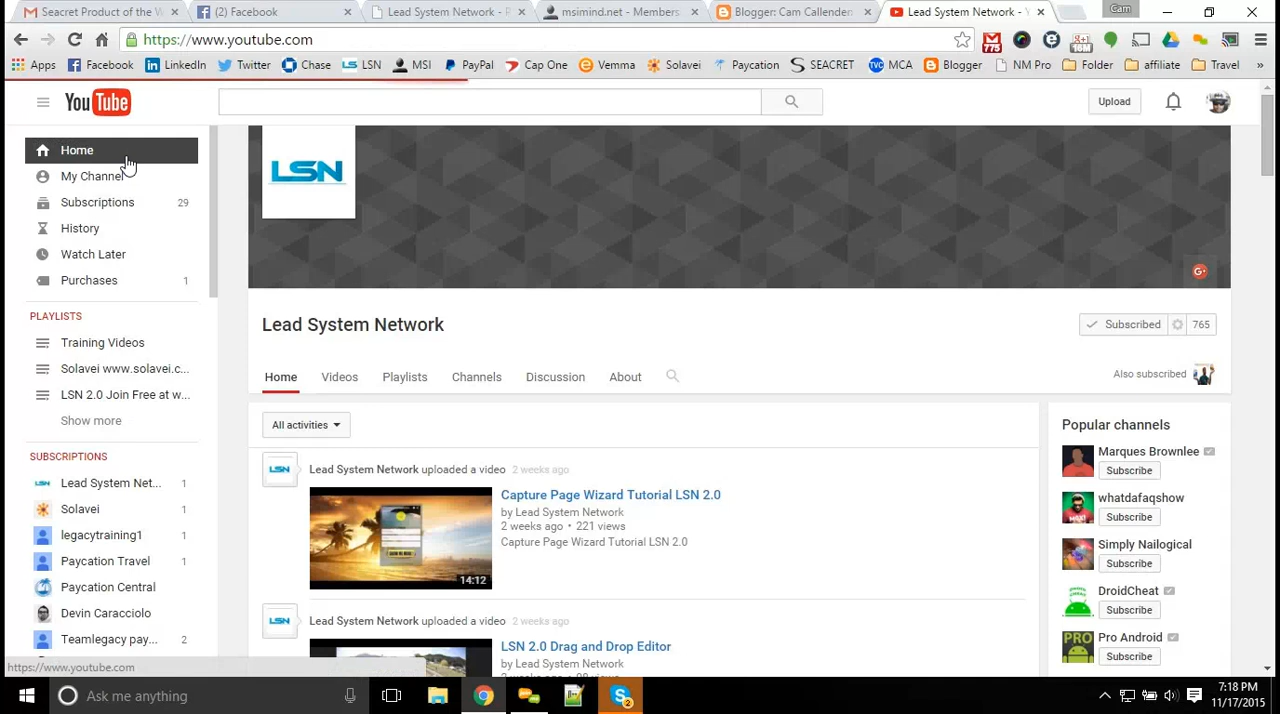 Seacret Product of the W
(2) Facebook
Lead System Network - P
msimind.net - Members
Blogger: Cam Callender
Lead System Network - Y
Cam
https://www.youtube.com
775
16M
Apps
Facebook
LinkedIn
Twitter
Chase
LSN
MSI
PayPal
Cap One
Vemma
Solavei
Paycation
SEACRET
TVC MCA
Blogger
NM Pro
Folder
affiliate
Travel
»
YouTube
Upload
Home
My Channel
Subscriptions 29
History
Watch Later
Purchases 1
PLAYLISTS
Training Videos
Solavei www.solavei.c...
LSN 2.0 Join Free at w...
Show more
SUBSCRIPTIONS
Lead System Net... 1
Solavei 1
legacytraining1 1
Paycation Travel 1
Paycation Central
Devin Caracciolo
Teamlegacy pay... 2
https://www.youtube.com
LSN
Lead System Network
Subscribed 765
Home Videos Playlists Channels Discussion About
Also subscribed
All activities
LSN
Lead System Network uploaded a video 2 weeks ago
Capture Page Wizard Tutorial LSN 2.0
by Lead System Network
2 weeks ago • 221 views
Capture Page Wizard Tutorial LSN 2.0
14:12
LSN
Lead System Network uploaded a video 2 weeks ago
LSN 2.0 Drag and Drop Editor
by Lead System Network
Popular channels
Marques Brownlee
Subscribe
whatdafaqshow
Subscribe
Simply Nailogical
Subscribe
DroidCheat
Subscribe
Pro Android
Subscribe
PRO
Ask me anything
2
7:18 PM
11/17/2015